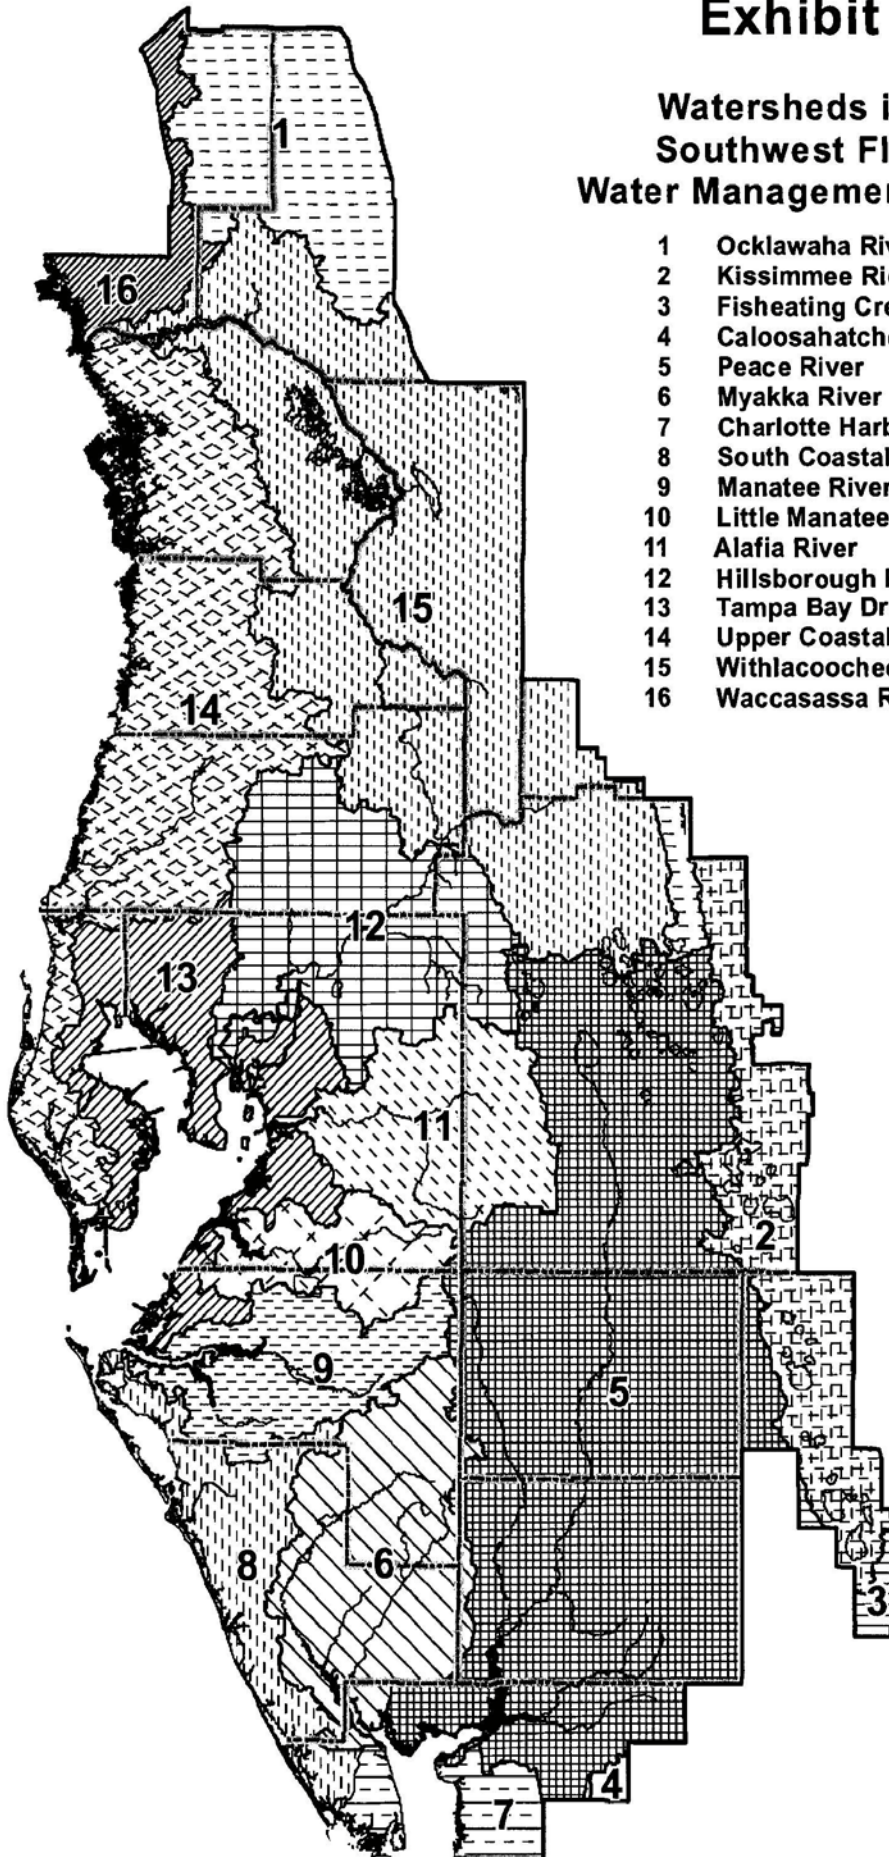 Exhibit
Watersheds i
Southwest Fl
Water Managemen
1 Ocklawaha Riv
2 Kissimmee Ri
3 Fisheating Cre
4 Caloosahatche
5 Peace River
6 Myakka River
7 Charlotte Harb
8 South Coastal
9 Manatee River
10 Little Manatee
11 Alafia River
12 Hillsborough
13 Tampa Bay Dr
14 Upper Coastal
15 Withlacoochee
16 Waccasassa R
1
16
15
14
12
13
11
2
10
9
5
8
6
3
4
7